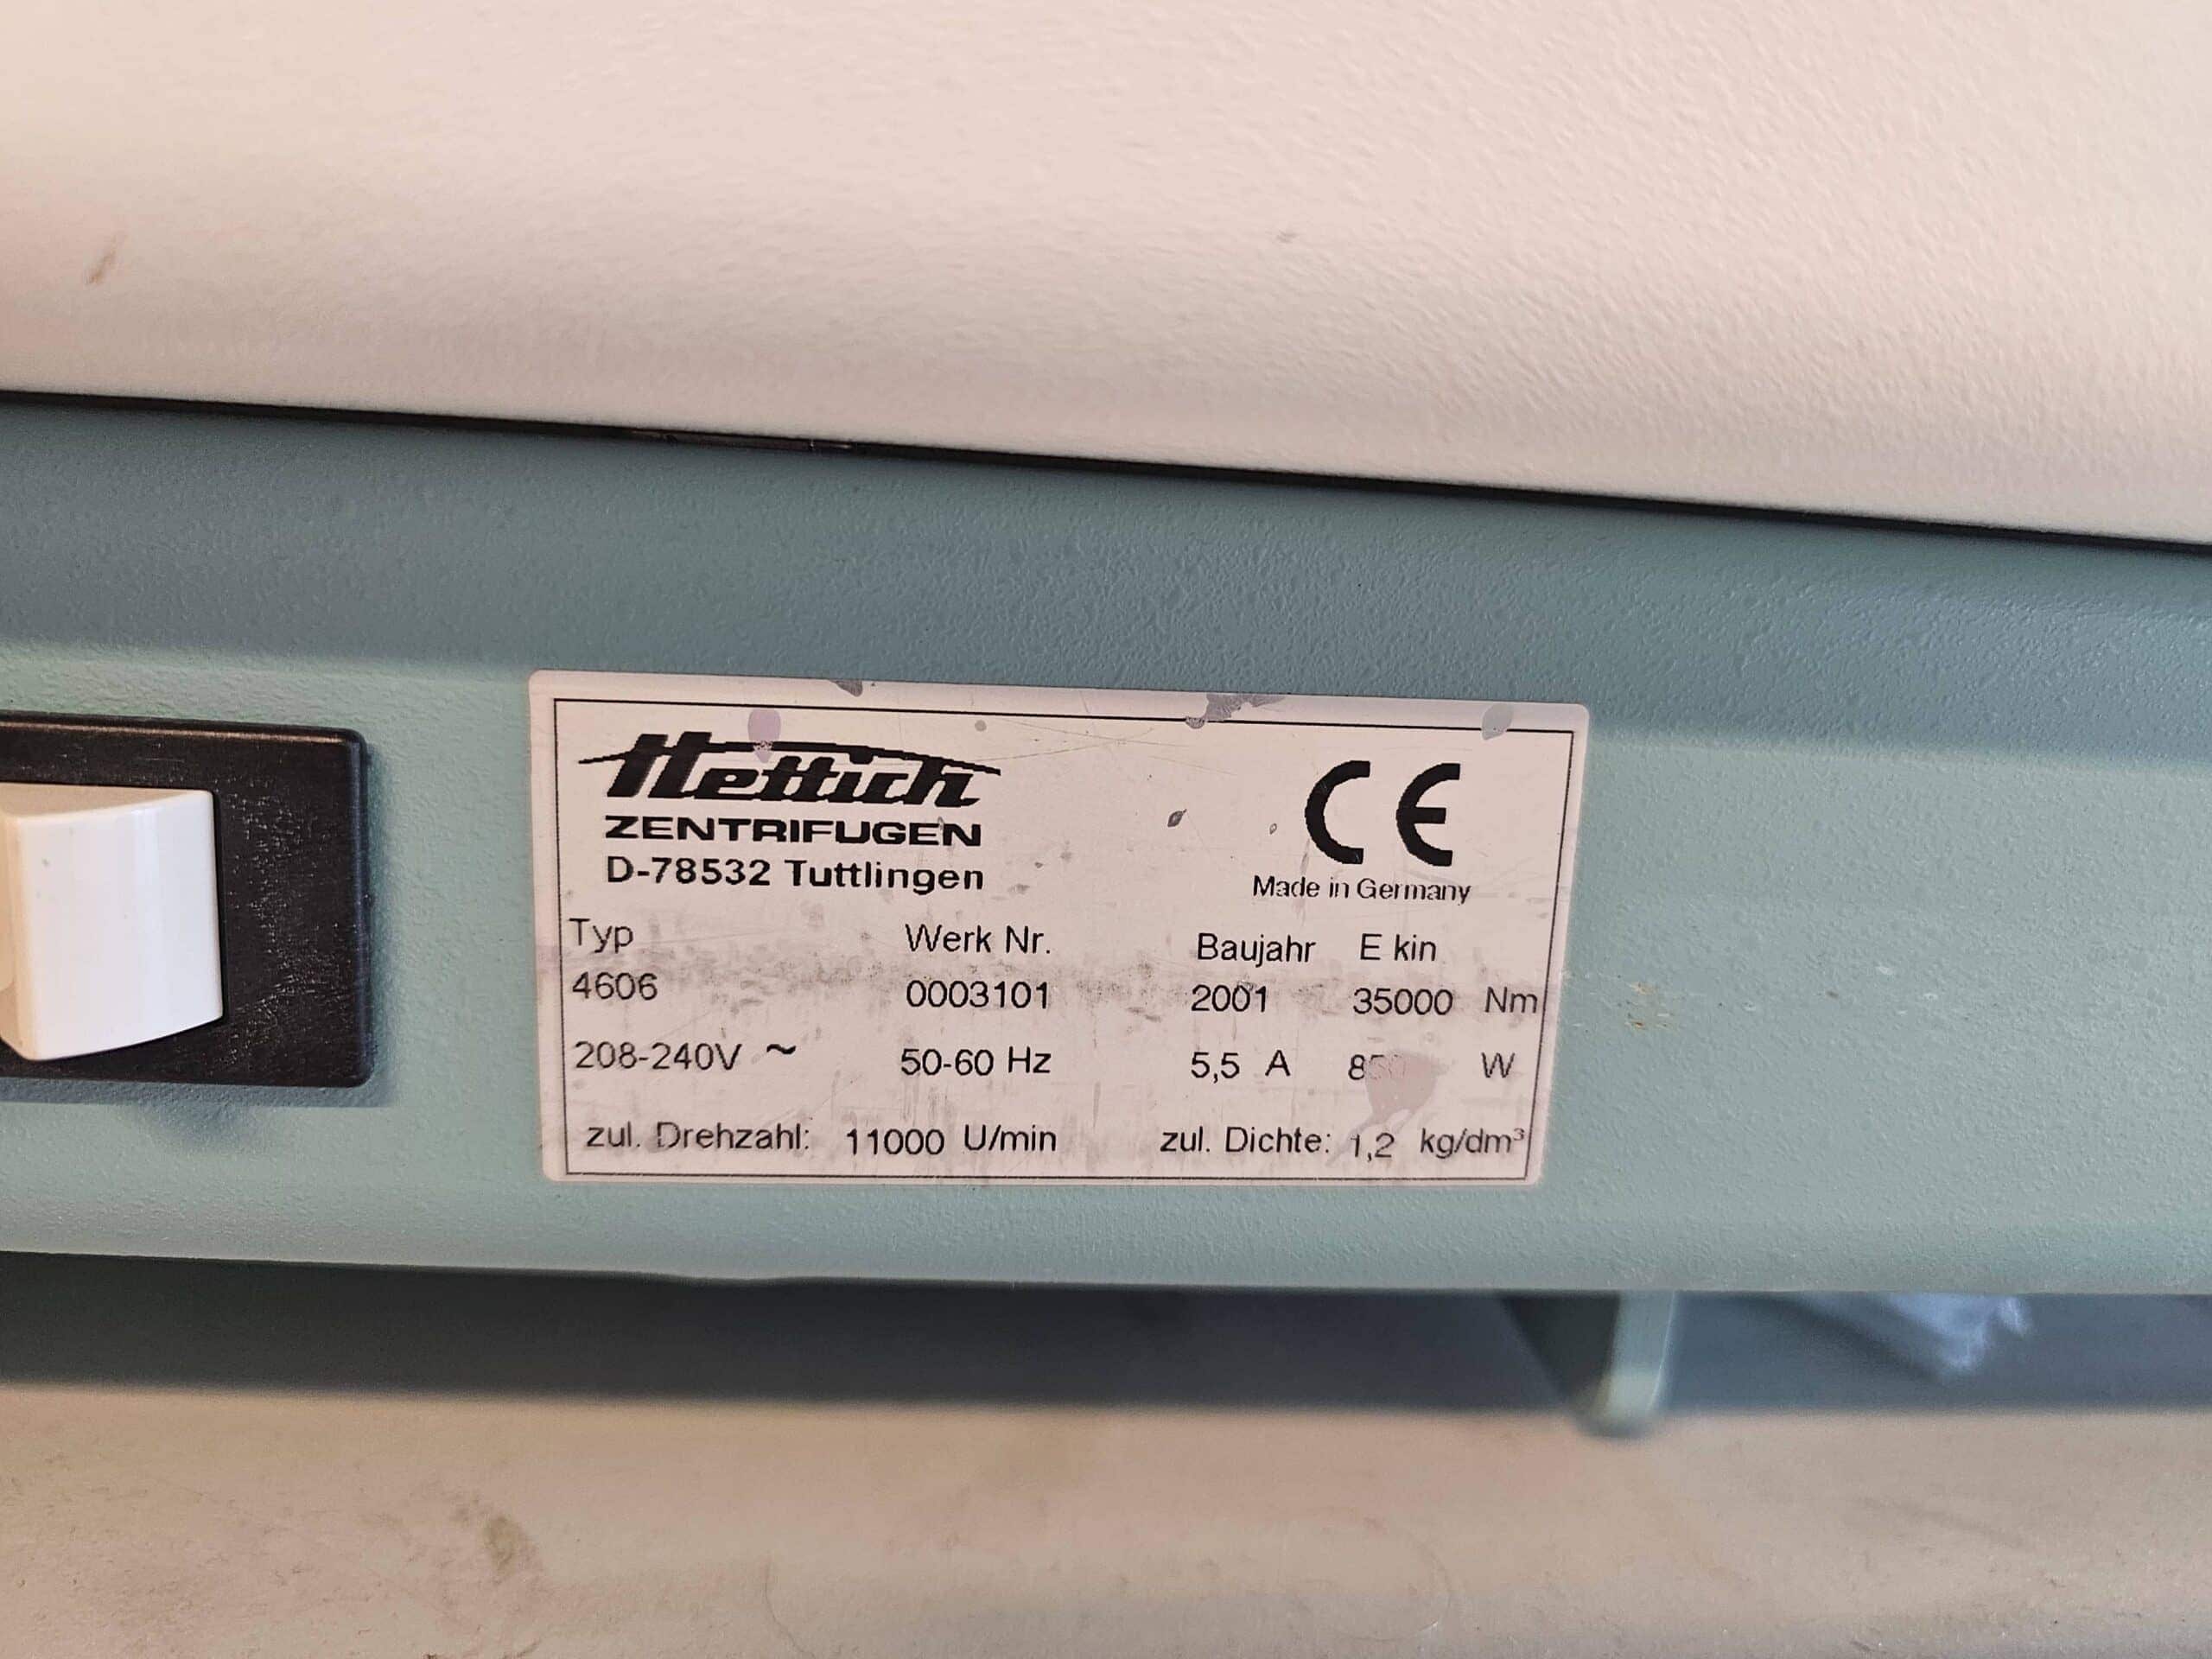 Hettich
ZENTRIFUGEN
D-78532 Tuttlingen
CE
Made in Germany
Typ Werk Nr. Baujahr E kin
4606 0003101 2001 35000 Nm
208-240V ~ 50-60 Hz 5,5 A W
zul. Drehzahl: 11000 U/min zul. Dichte: 1,2 kg/dm³